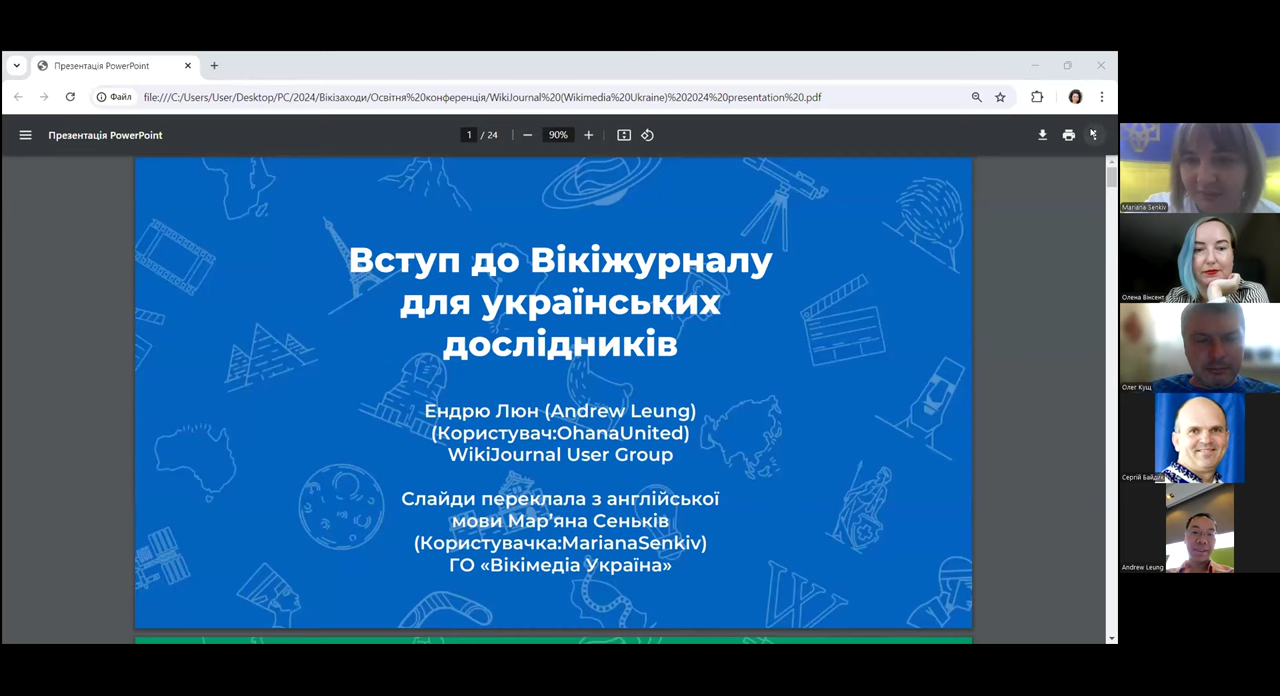 Презентація PowerPoint
Файл
file:///C:/Users/User/Desktop/PC/2024/Вікізаходи/Освітня%20конференція/WikiJournal%20(Wikimedia%20Ukraine)%202024%20presentation%20.pdf
Презентація PowerPoint
1 / 24
90%
Вступ до Вікіжурналу
для українських
дослідників
Ендрю Люн (Andrew Leung)
(Користувач:OhanaUnited)
WikiJournal User Group
Слайди переклала з англійської
мови Мар’яна Сеньків
(Користувачка:MarianaSenkiv)
ГО «Вікімедіа Україна»
Mariana Senkiv
Олена Вінсент
Олег Кущ
Сергій
Andrew Leung